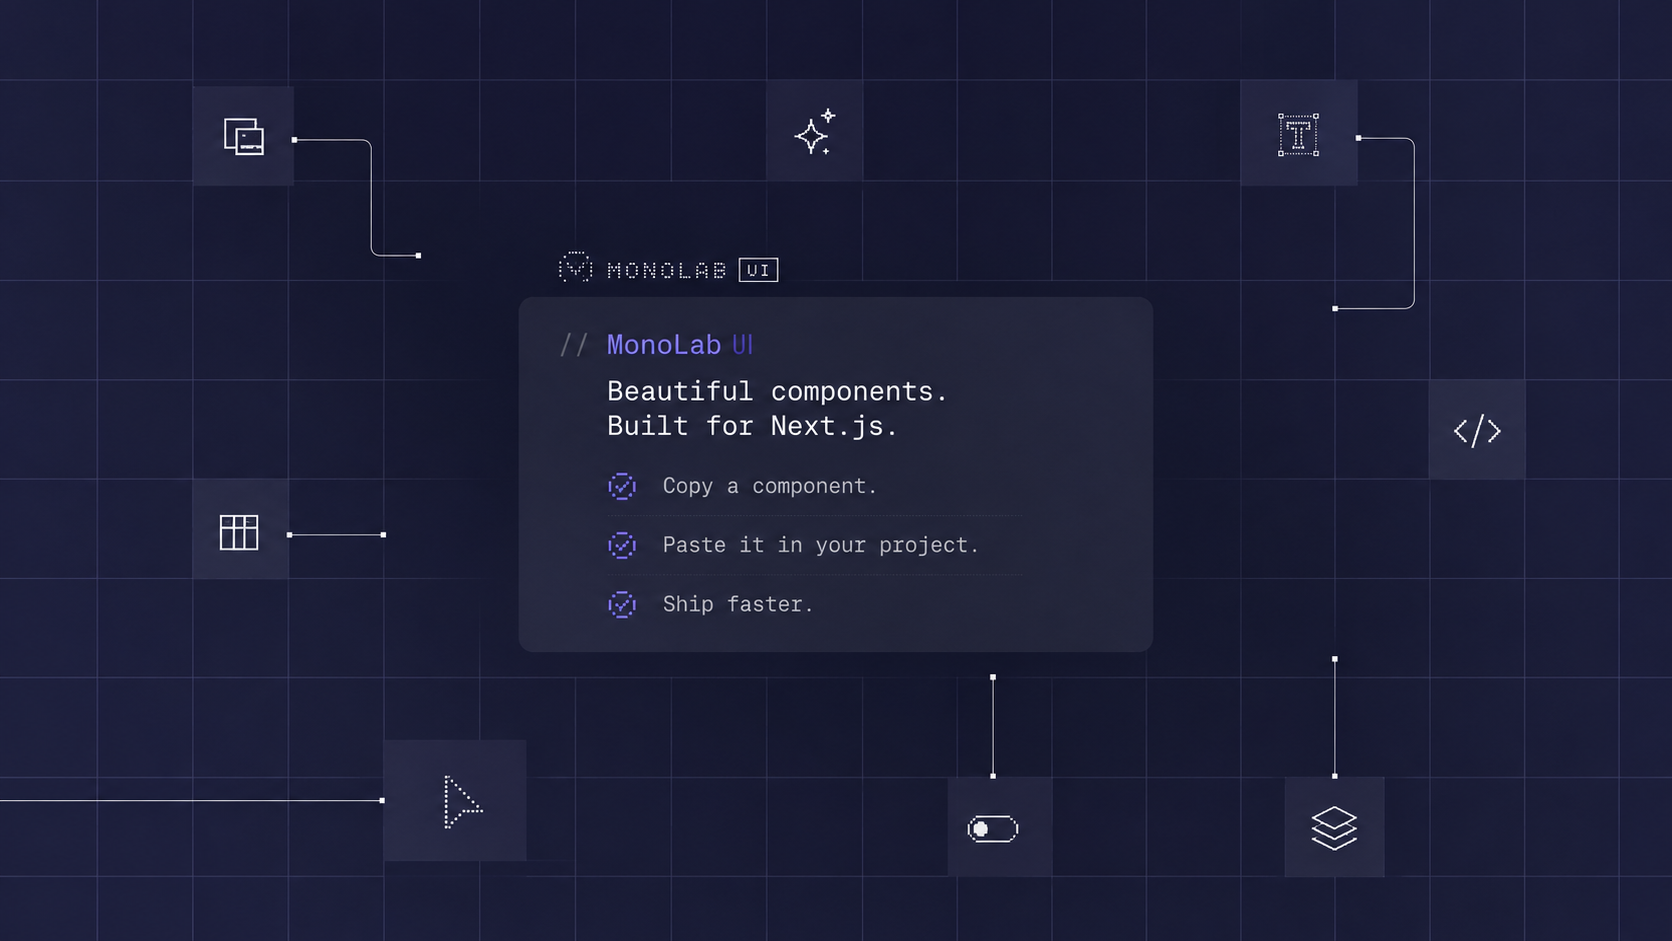 MONOLAB UI
// MonoLab UI
Beautiful components.
Built for Next.js.
Copy a component.
Paste it in your project.
Ship faster.